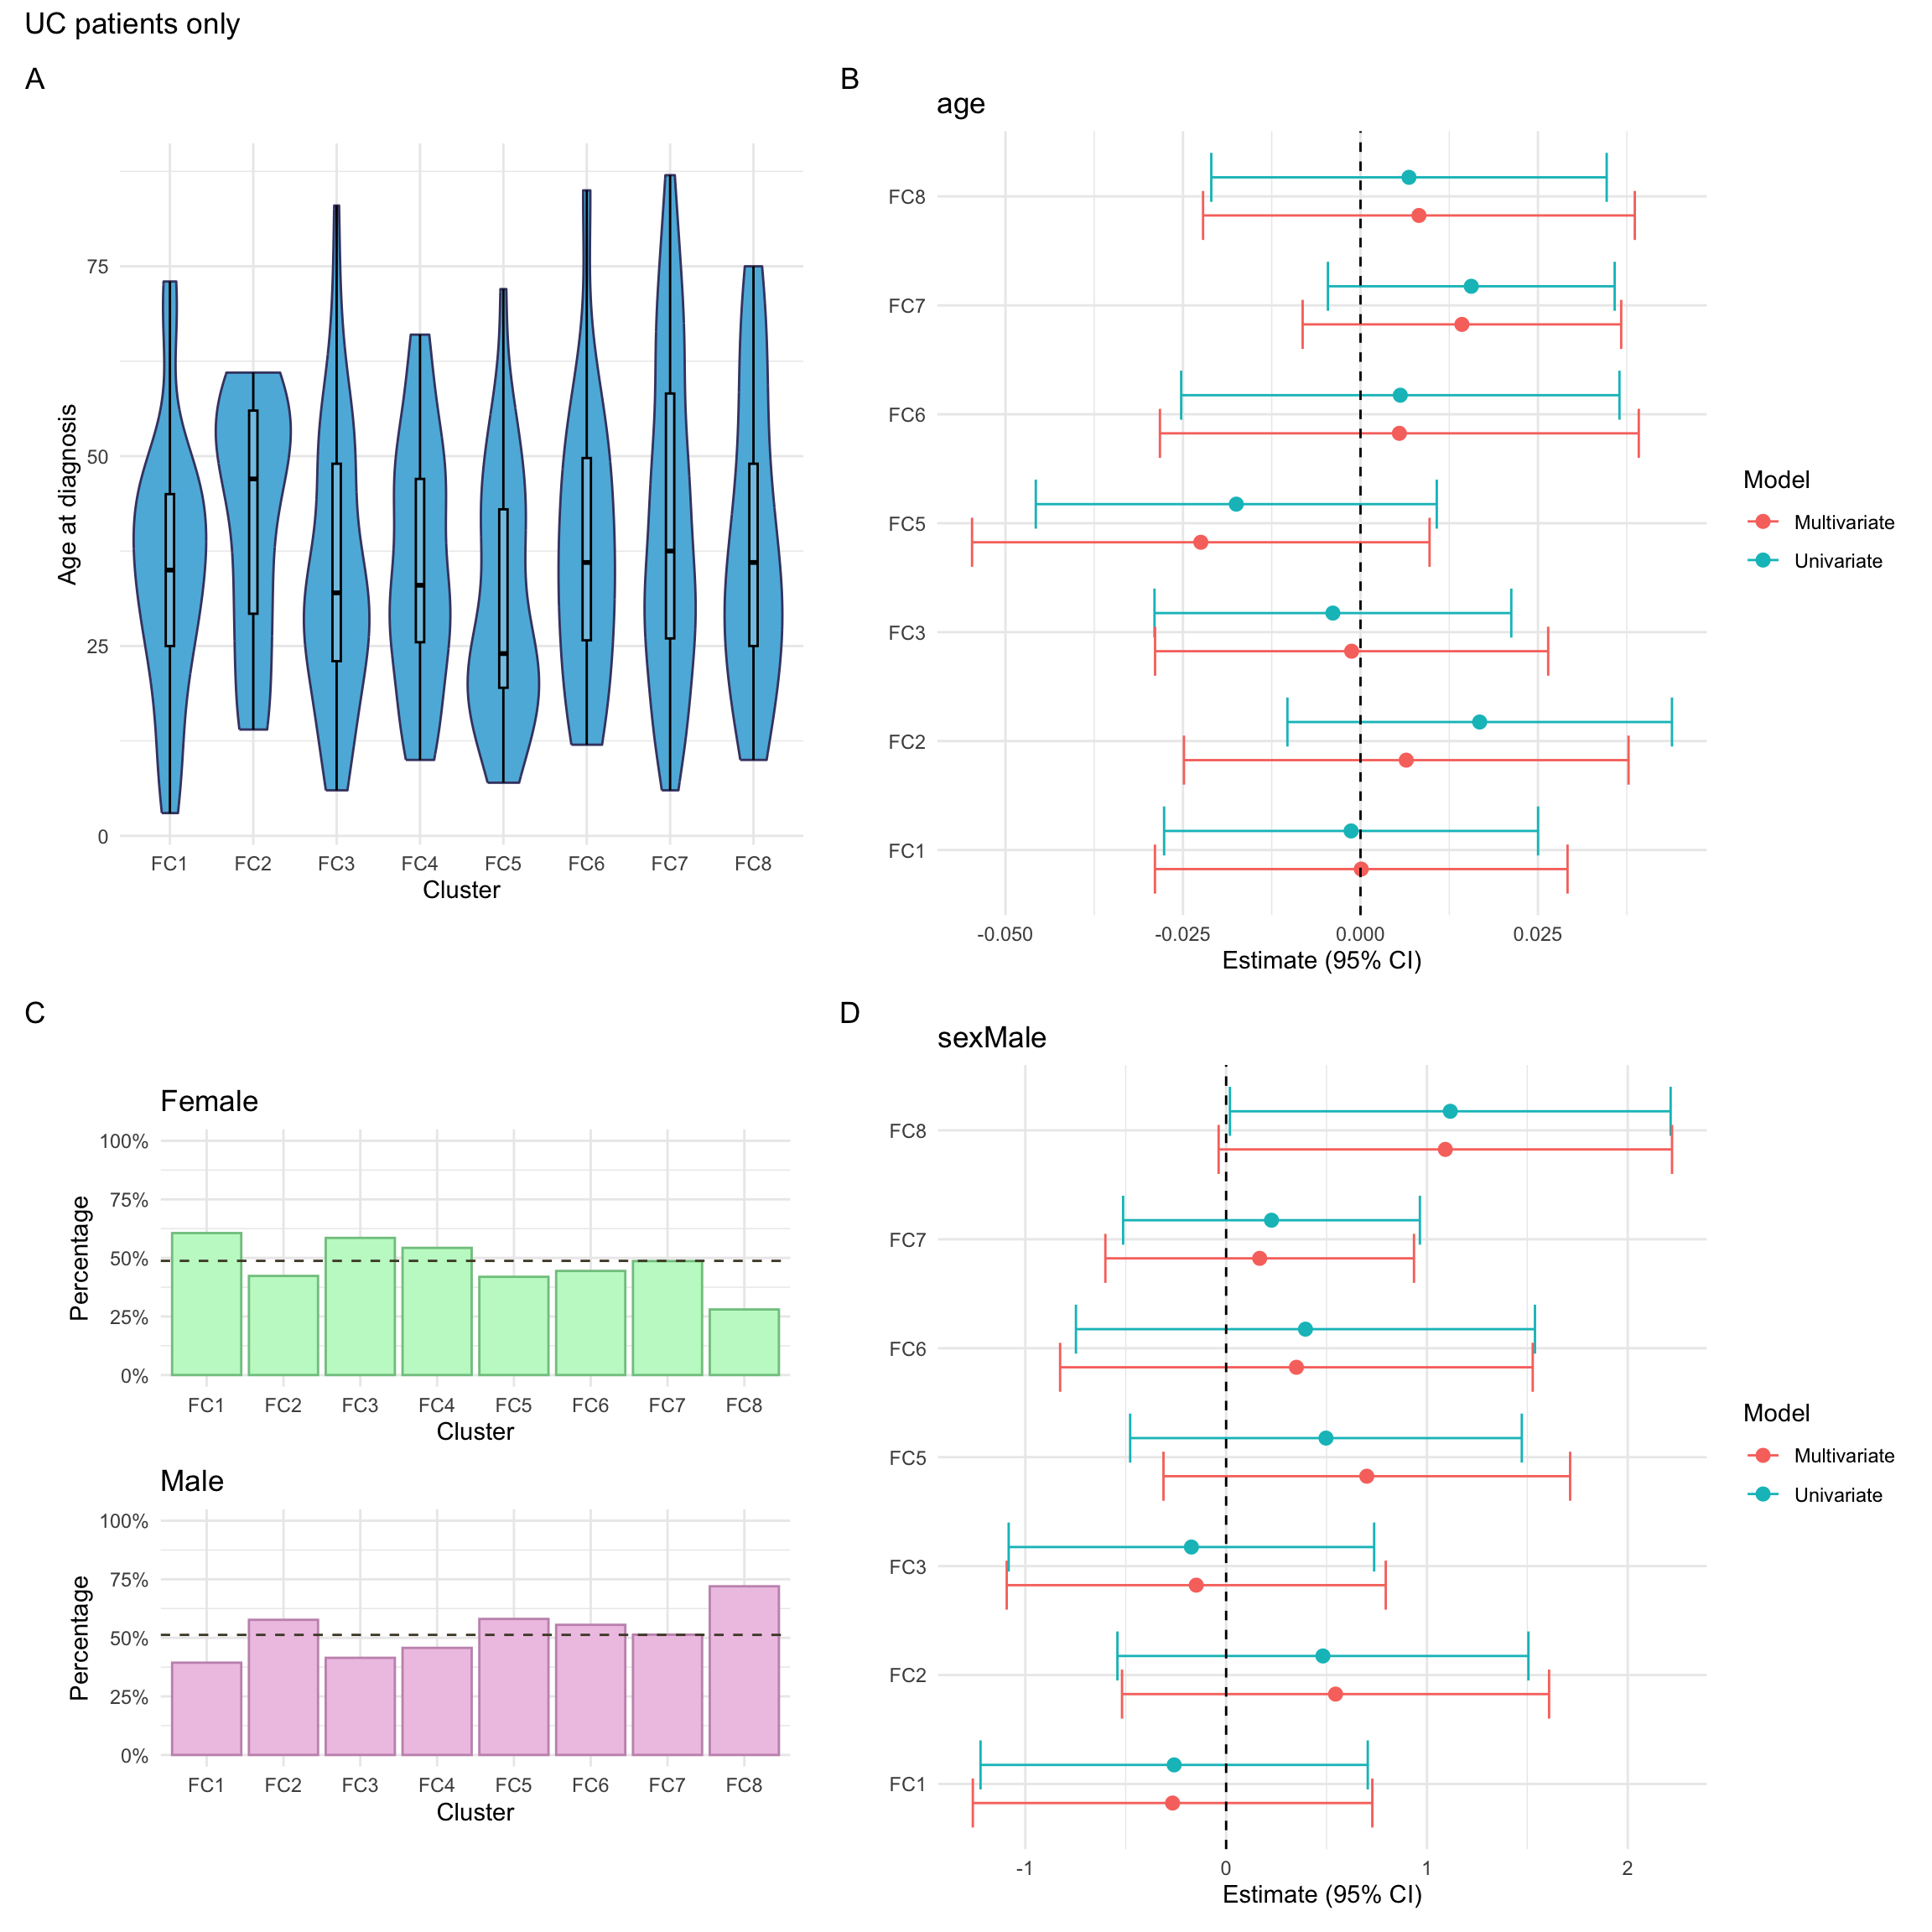 UC patients only
A
Age at diagnosis
75
50
25
0
FC1 FC2 FC3 FC4 FC5 FC6 FC7 FC8
Cluster
B
age
FC8
FC7
FC6
FC5
FC3
FC2
FC1
-0.050 -0.025 0.000 0.025
Estimate (95% CI)
Model
Multivariate
Univariate
C
Female
Percentage
100%
75%
50%
25%
0%
FC1 FC2 FC3 FC4 FC5 FC6 FC7 FC8
Cluster
Male
Percentage
100%
75%
50%
25%
0%
FC1 FC2 FC3 FC4 FC5 FC6 FC7 FC8
Cluster
D
sexMale
FC8
FC7
FC6
FC5
FC3
FC2
FC1
-1 0 1 2
Estimate (95% CI)
Model
Multivariate
Univariate